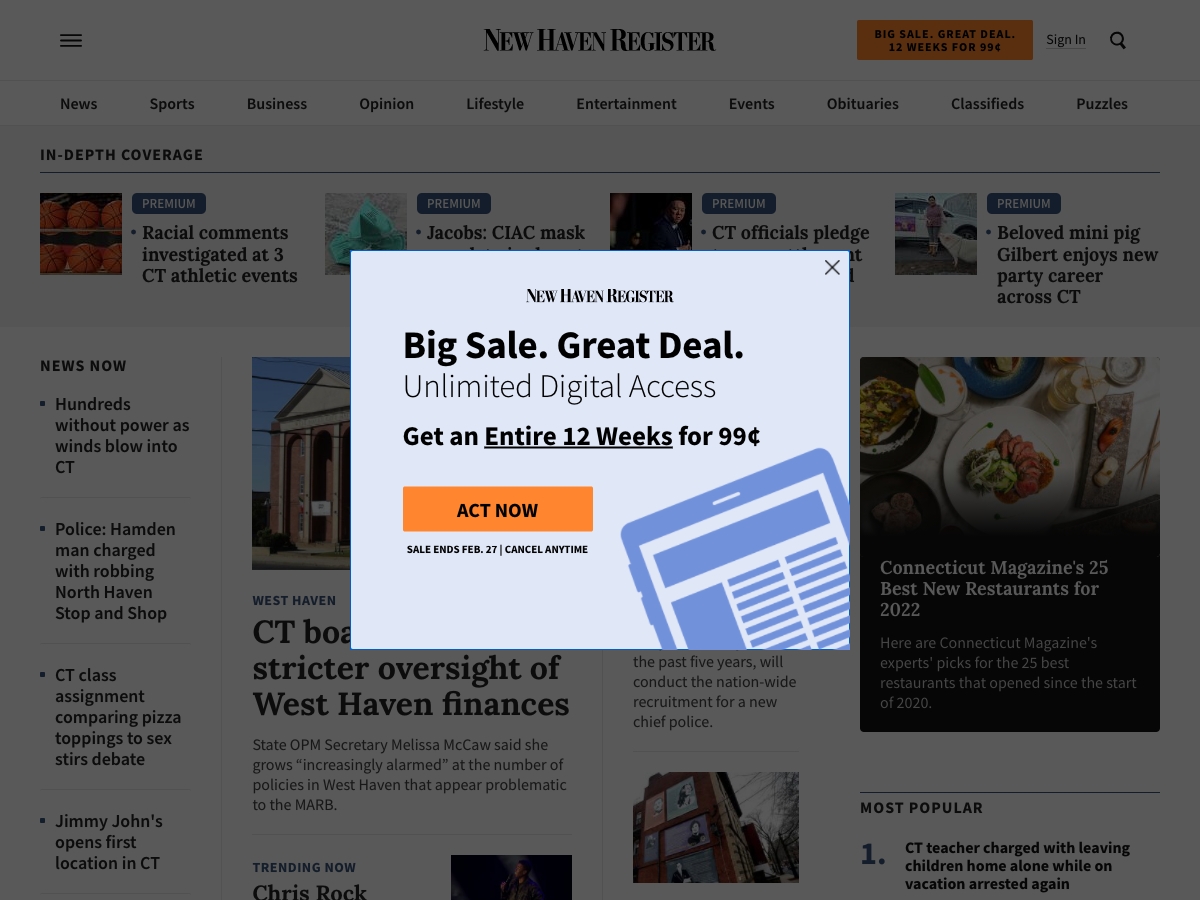 NEW HAVEN REGISTER
BIG SALE. GREAT DEAL.
12 WEEKS FOR 99¢
Sign In
News
Sports
Business
Opinion
Lifestyle
Entertainment
Events
Obituaries
Classifieds
Puzzles
IN-DEPTH COVERAGE
PREMIUM
Racial comments
investigated at 3
CT athletic events
PREMIUM
Jacobs: CIAC mask
PREMIUM
CT officials pledge
PREMIUM
Beloved mini pig
Gilbert enjoys new
party career
across CT
NEW HAVEN REGISTER
Big Sale. Great Deal.
Unlimited Digital Access
Get an Entire 12 Weeks for 99¢
ACT NOW
SALE ENDS FEB. 27 | CANCEL ANYTIME
NEWS NOW
Hundreds
without power as
winds blow into
CT
Police: Hamden
man charged
with robbing
North Haven
Stop and Shop
CT class
assignment
comparing pizza
toppings to sex
stirs debate
Jimmy John's
opens first
location in CT
WEST HAVEN
CT
stricter oversight of
West Haven finances
State OPM Secretary Melissa McCaw said she
grows “increasingly alarmed” at the number of
policies in West Haven that appear problematic
to the MARB.
TRENDING NOW
Chris Rock
the past five years, will
conduct the nation-wide
recruitment for a new
chief police.
Connecticut Magazine's 25
Best New Restaurants for
2022
Here are Connecticut Magazine's
experts' picks for the 25 best
restaurants that opened since the start
of 2020.
MOST POPULAR
1.
CT teacher charged with leaving
children home alone while on
vacation arrested again